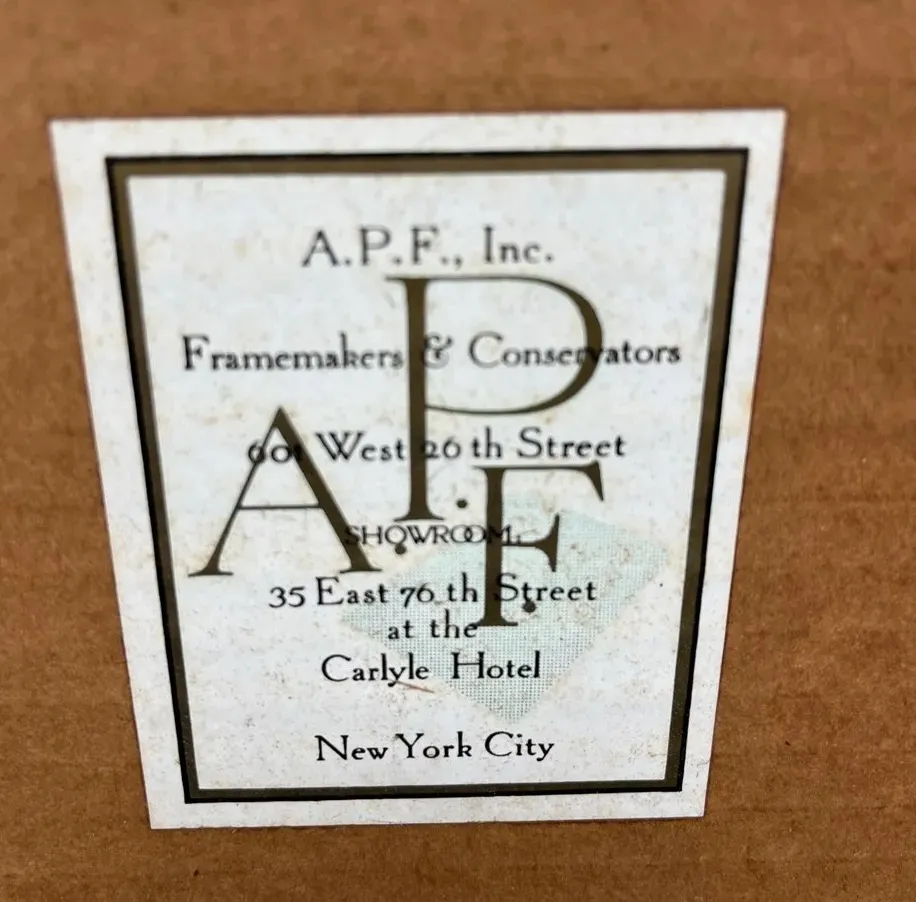 A.P.F., Inc.
Framemakers & Conservators
601 West 26 th Street
A.P.F.
SHOWROOM:
35 East 76 th Street
at the
Carlyle Hotel
New York City